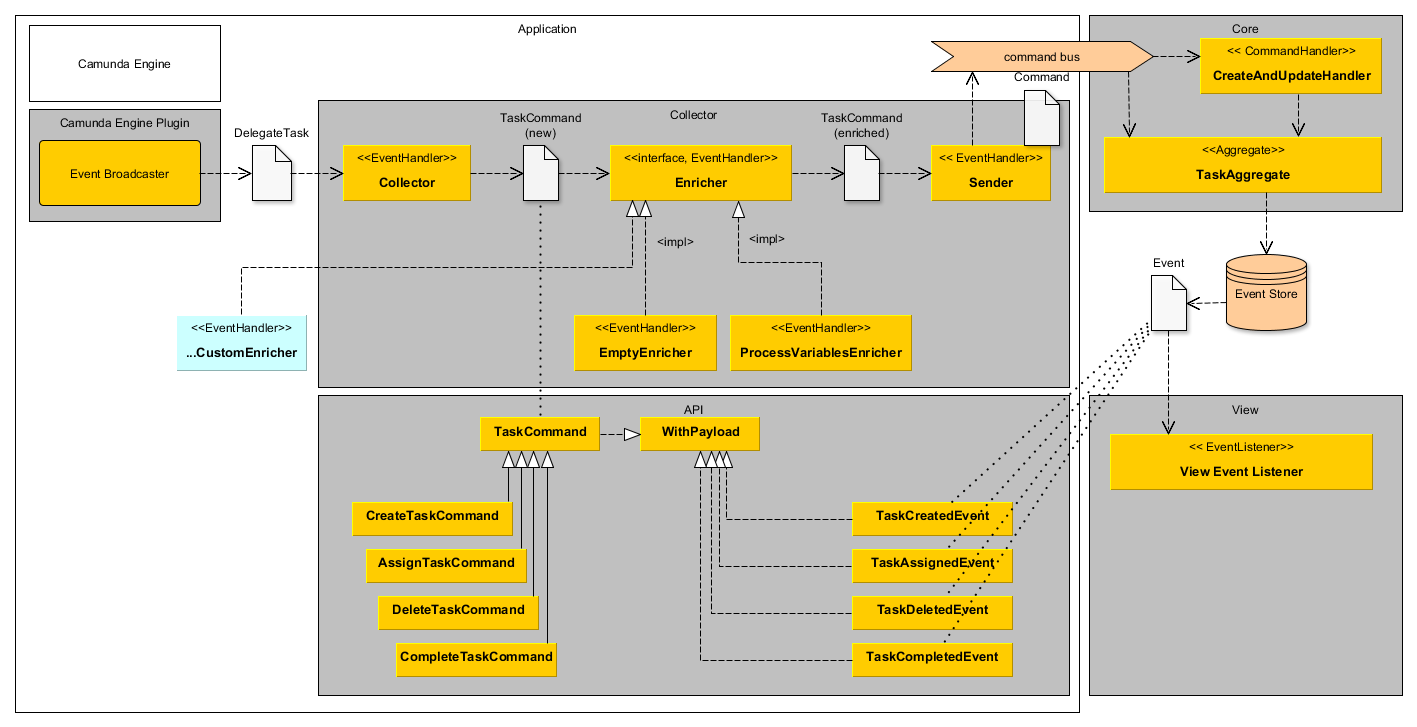 Application
Camunda Engine
Camunda Engine Plugin
Event Broadcaster
DelegateTask
Collector
<<EventHandler>>
Collector
TaskCommand
(new)
<<interface, EventHandler>>
Enricher
TaskCommand
(enriched)
<< EventHandler>>
Sender
command bus
Command
<impl>
<impl>
<<EventHandler>>
...CustomEnricher
<<EventHandler>>
EmptyEnricher
<<EventHandler>>
ProcessVariablesEnricher
API
TaskCommand
WithPayload
CreateTaskCommand
AssignTaskCommand
DeleteTaskCommand
CompleteTaskCommand
TaskCreatedEvent
TaskAssignedEvent
TaskDeletedEvent
TaskCompletedEvent
Core
<< CommandHandler>>
CreateAndUpdateHandler
<<Aggregate>>
TaskAggregate
Event
Event Store
View
<< EventListener>>
View Event Listener